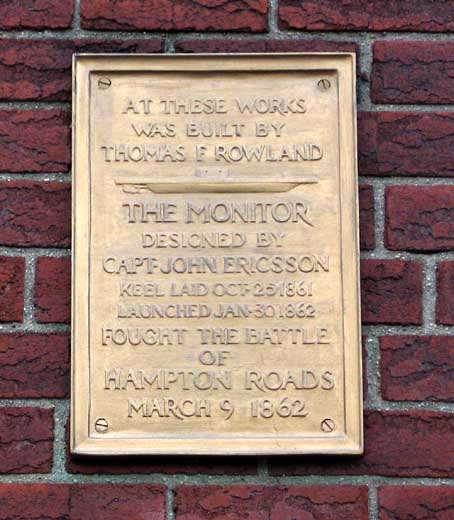 AT THESE WORKS
WAS BUILT BY
THOMAS F ROWLAND
THE MONITOR
DESIGNED BY
CAPT·JOHN ERICSSON
KEEL LAID OCT·25·1861
LAUNCHED JAN·30 1862
FOUGHT THE BATTLE
OF
HAMPTON ROADS
MARCH 9 1862